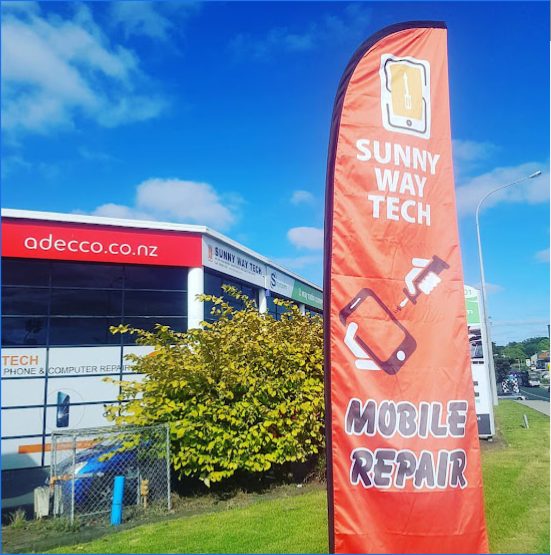 adecco.co.nz
SUNNY WAY TECH
TECH
PHONE & COMPUTER REPAIR
SUNNY
WAY
TECH
MOBILE
REPAIR